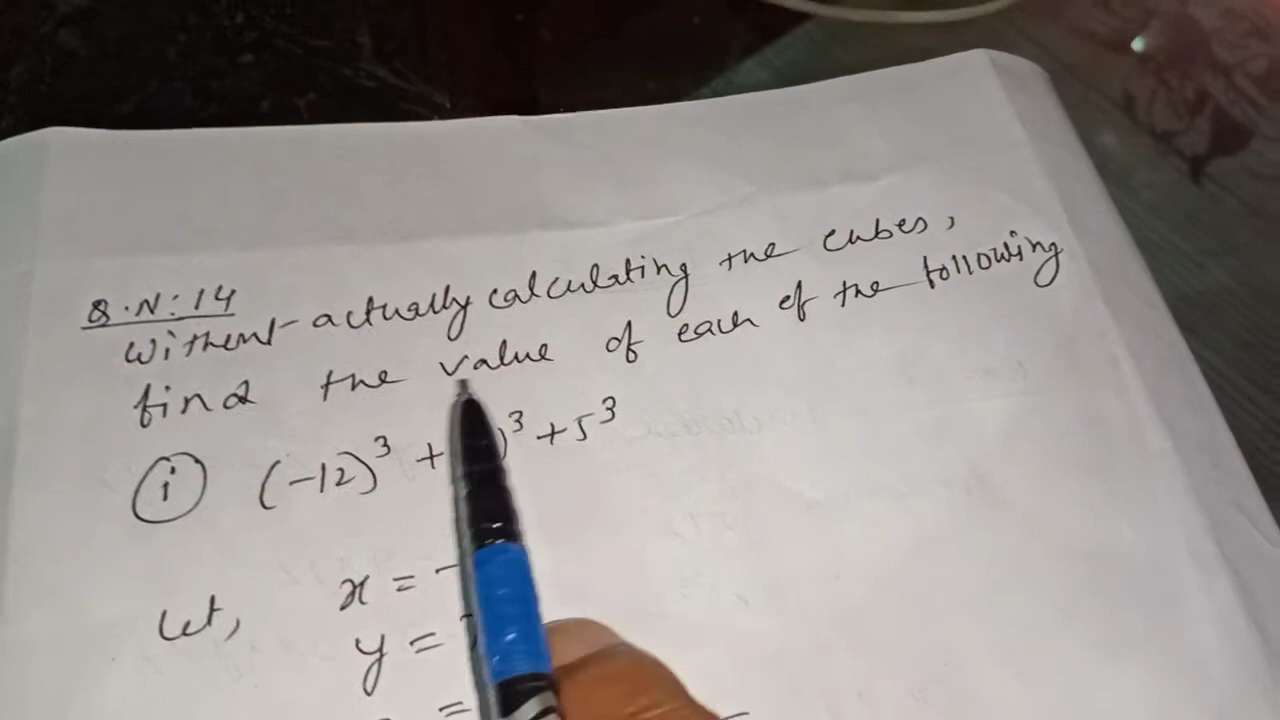 Q.N:14
Without actually calculating the cubes,
find the value of each of the following
(i) (-12)³ + )³ + 5³
Let, x = -
y =
=